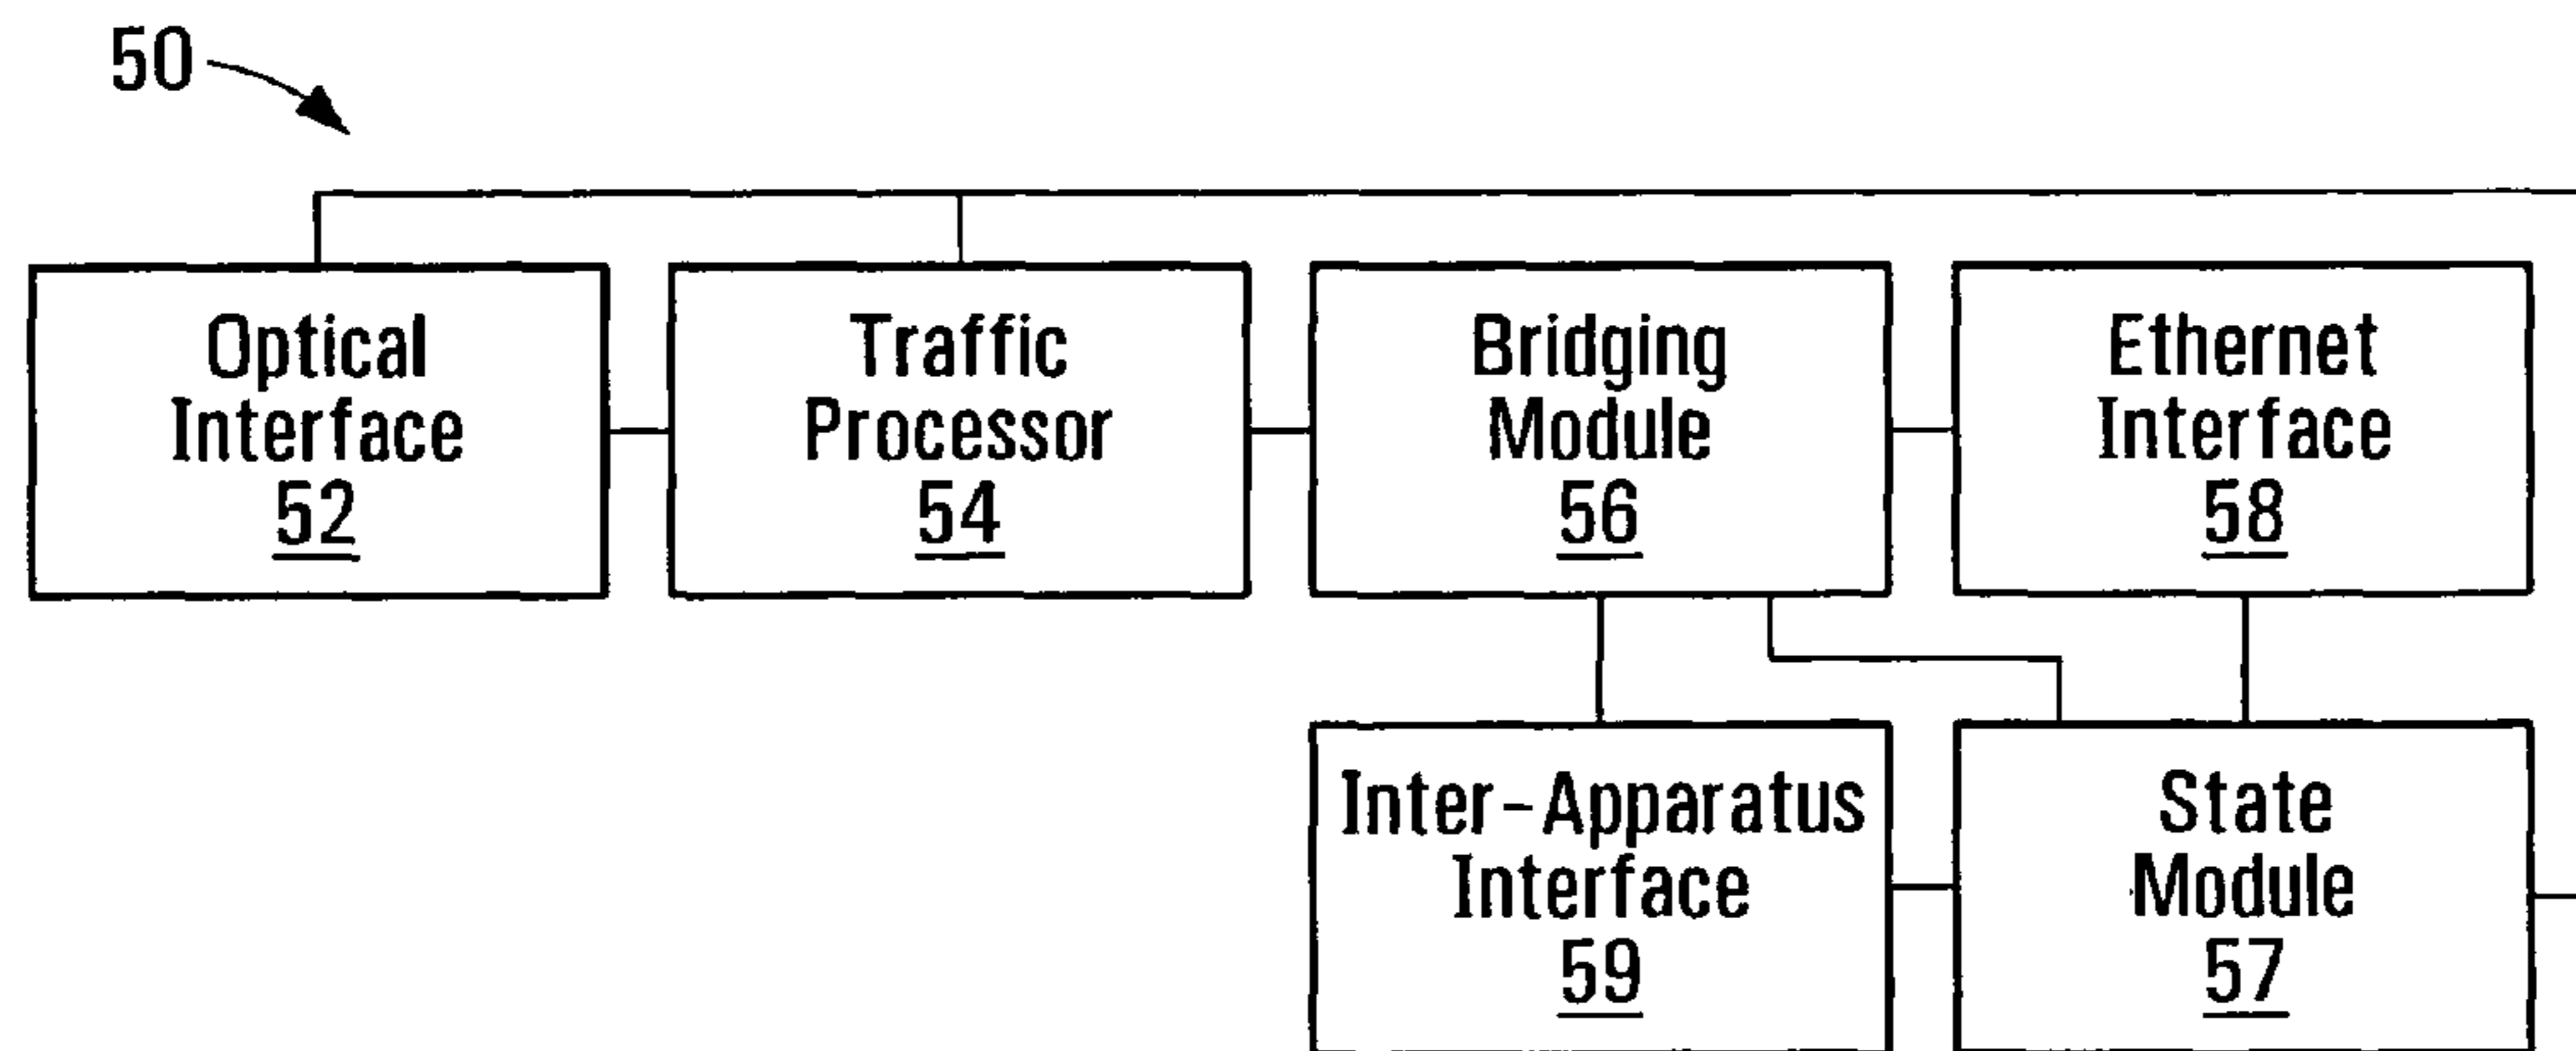 50
Optical
Interface
52
Traffic
Processor
54
Bridging
Module
56
Ethernet
Interface
58
Inter-Apparatus
Interface
59
State
Module
57